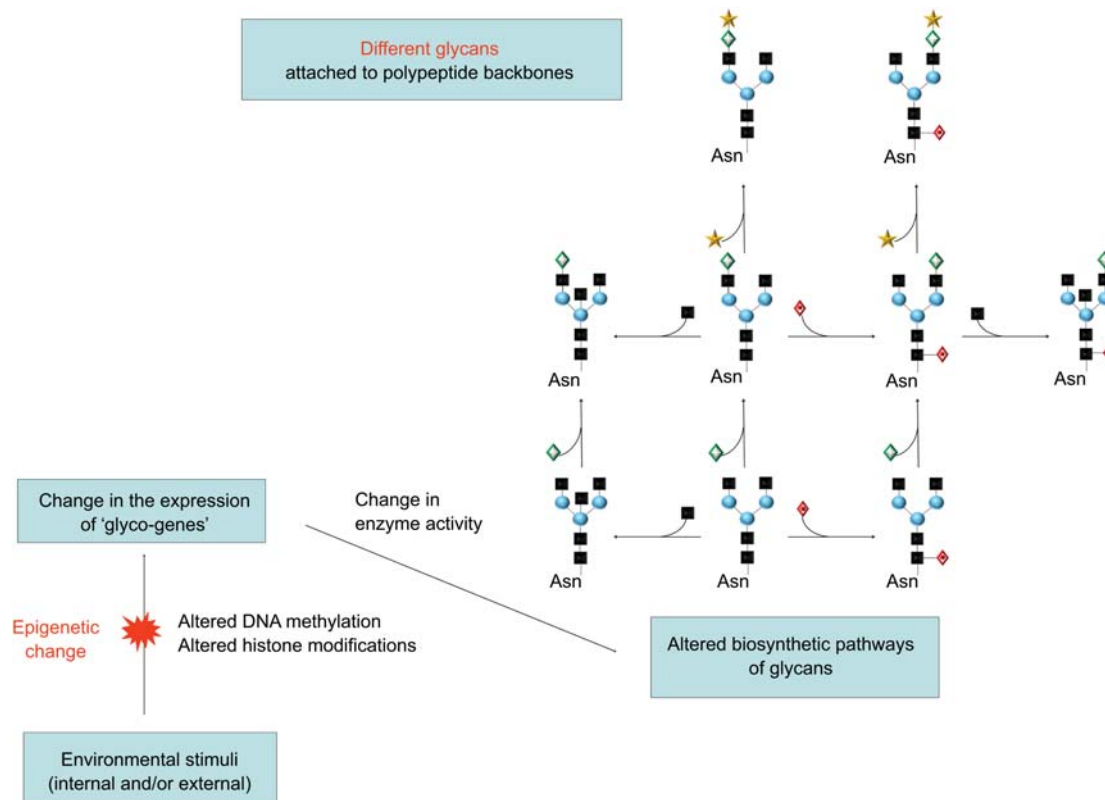 Different glycans
attached to polypeptide backbones
Asn
Asn
Asn
Asn
Asn
Asn
Change in the expression
of 'glyco-genes'
Change in
enzyme activity
Asn
Asn
Asn
Epigenetic
change
Altered DNA methylation
Altered histone modifications
Altered biosynthetic pathways
of glycans
Environmental stimuli
(internal and/or external)